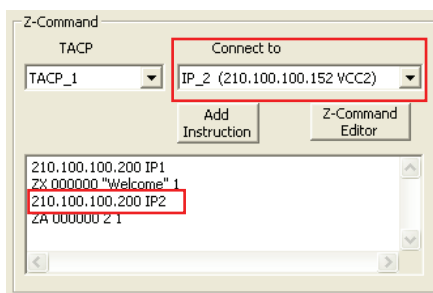 Z-Command
TACP Connect to
TACP_1 IP_2 (210.100.100.152 VCC2)
Add Instruction Z-Command Editor
210.100.100.200 IP1
ZX 000000 "Welcome" 1
210.100.100.200 IP2
ZA 000000 2 1